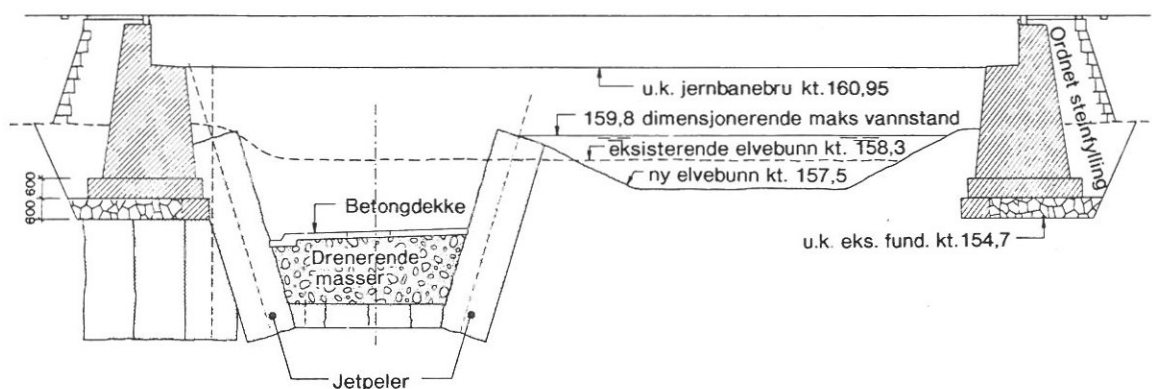 Ordnet steinfylling
u.k. jernbanebru kt.160,95
159,8 dimensjonerende maks vannstand
eksisterende elvebunn kt. 158,3
ny elvebunn kt. 157,5
600
600
Betongdekke
Drenerende
masser
u.k. eks. fund. kt.154,7
Jetpeler